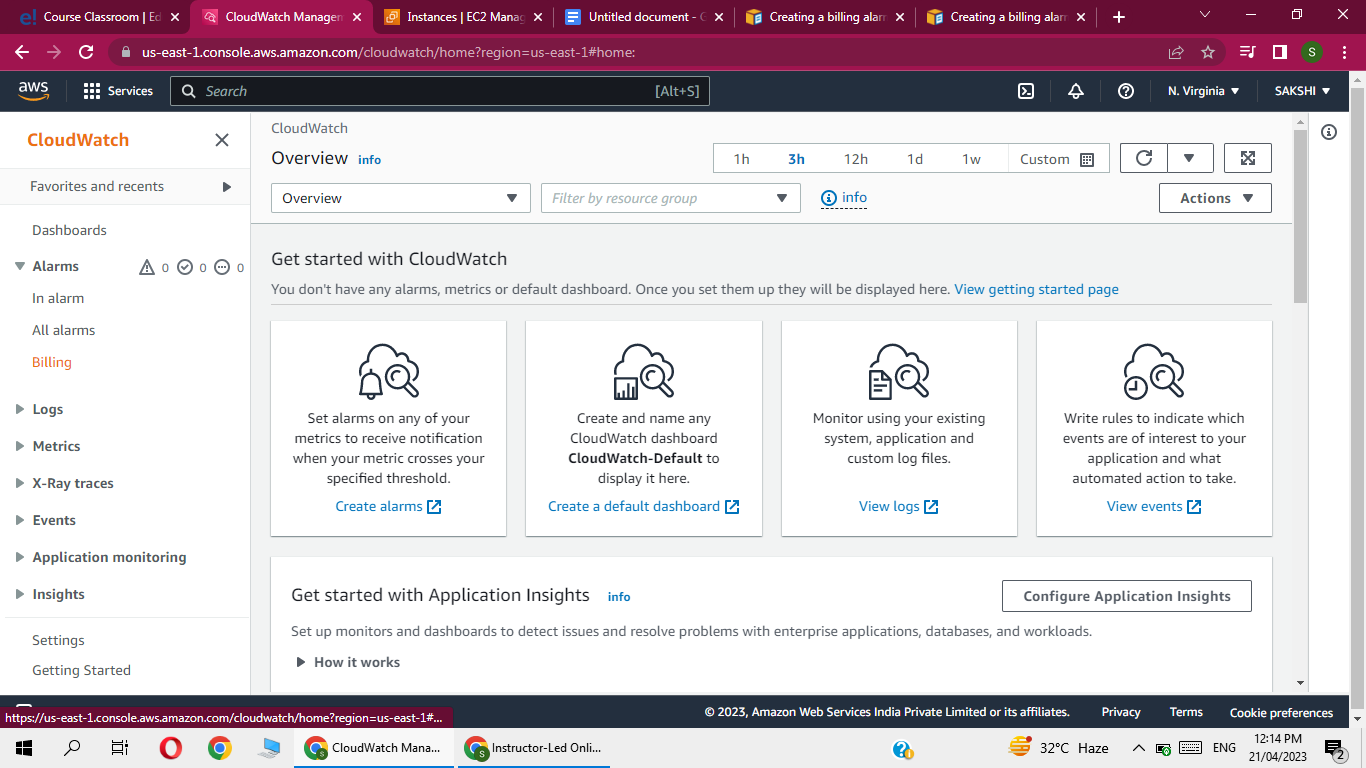 Course Classroom | Ed
CloudWatch Managem
Instances | EC2 Manag
Untitled document - G
Creating a billing alarm
Creating a billing alarm
us-east-1.console.aws.amazon.com/cloudwatch/home?region=us-east-1#home:
S
aws
Services
Search
[Alt+S]
N. Virginia
SAKSHI
CloudWatch
Favorites and recents
Dashboards
Alarms 0 0 0
In alarm
All alarms
Billing
Logs
Metrics
X-Ray traces
Events
Application monitoring
Insights
Settings
Getting Started
CloudWatch
Overview info
1h 3h 12h 1d 1w Custom
Overview
Filter by resource group
info
Actions
Get started with CloudWatch
You don't have any alarms, metrics or default dashboard. Once you set them up they will be displayed here. View getting started page
Set alarms on any of your
metrics to receive notification
when your metric crosses your
specified threshold.
Create alarms
Create and name any
CloudWatch dashboard
CloudWatch-Default to
display it here.
Create a default dashboard
Monitor using your existing
system, application and
custom log files.
View logs
Write rules to indicate which
events are of interest to your
application and what
automated action to take.
View events
Get started with Application Insights info
Configure Application Insights
Set up monitors and dashboards to detect issues and resolve problems with enterprise applications, databases, and workloads.
How it works
https://us-east-1.console.aws.amazon.com/cloudwatch/home?region=us-east-1#...
© 2023, Amazon Web Services India Private Limited or its affiliates.
Privacy
Terms
Cookie preferences
CloudWatch Mana...
Instructor-Led Onli...
32°C Haze
ENG
12:14 PM
21/04/2023
2